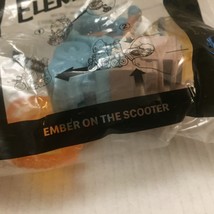 ELEM
EMBER ON THE SCOOTER